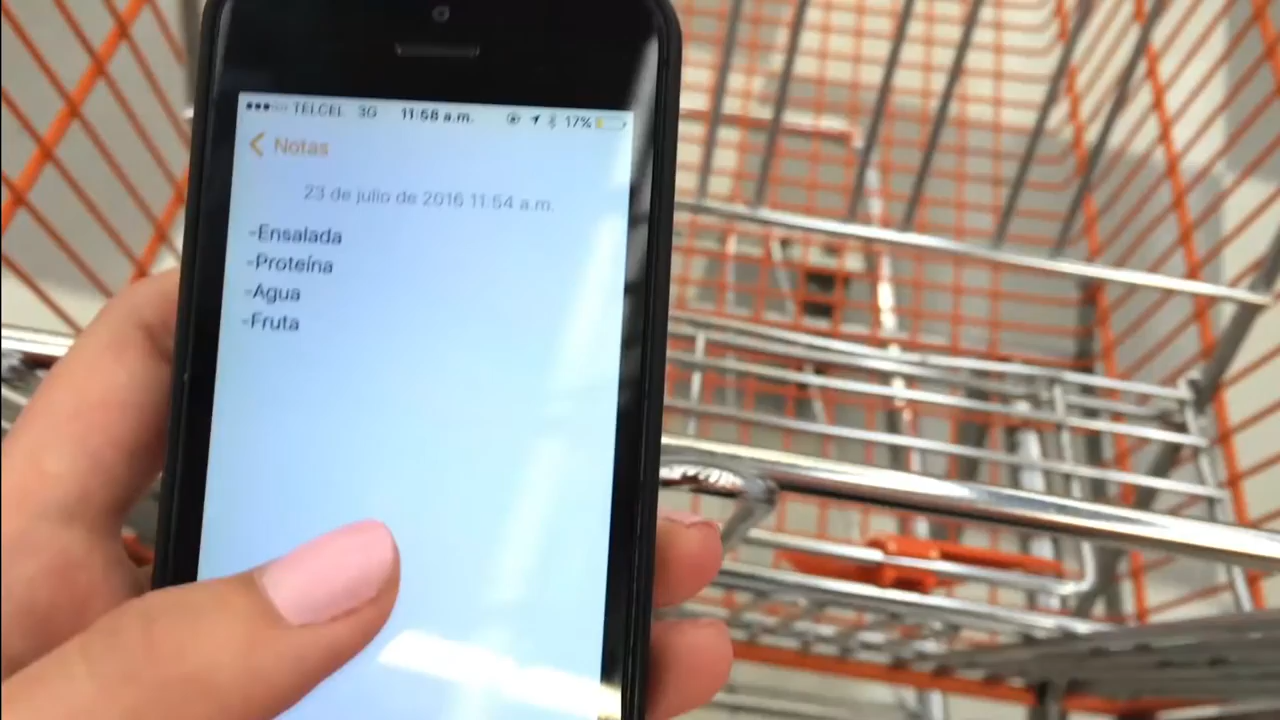 TELCEL 3G 11:58 a.m. 17%
Notas
23 de julio de 2016 11:54 a.m.
-Ensalada
-Proteína
-Agua
-Fruta